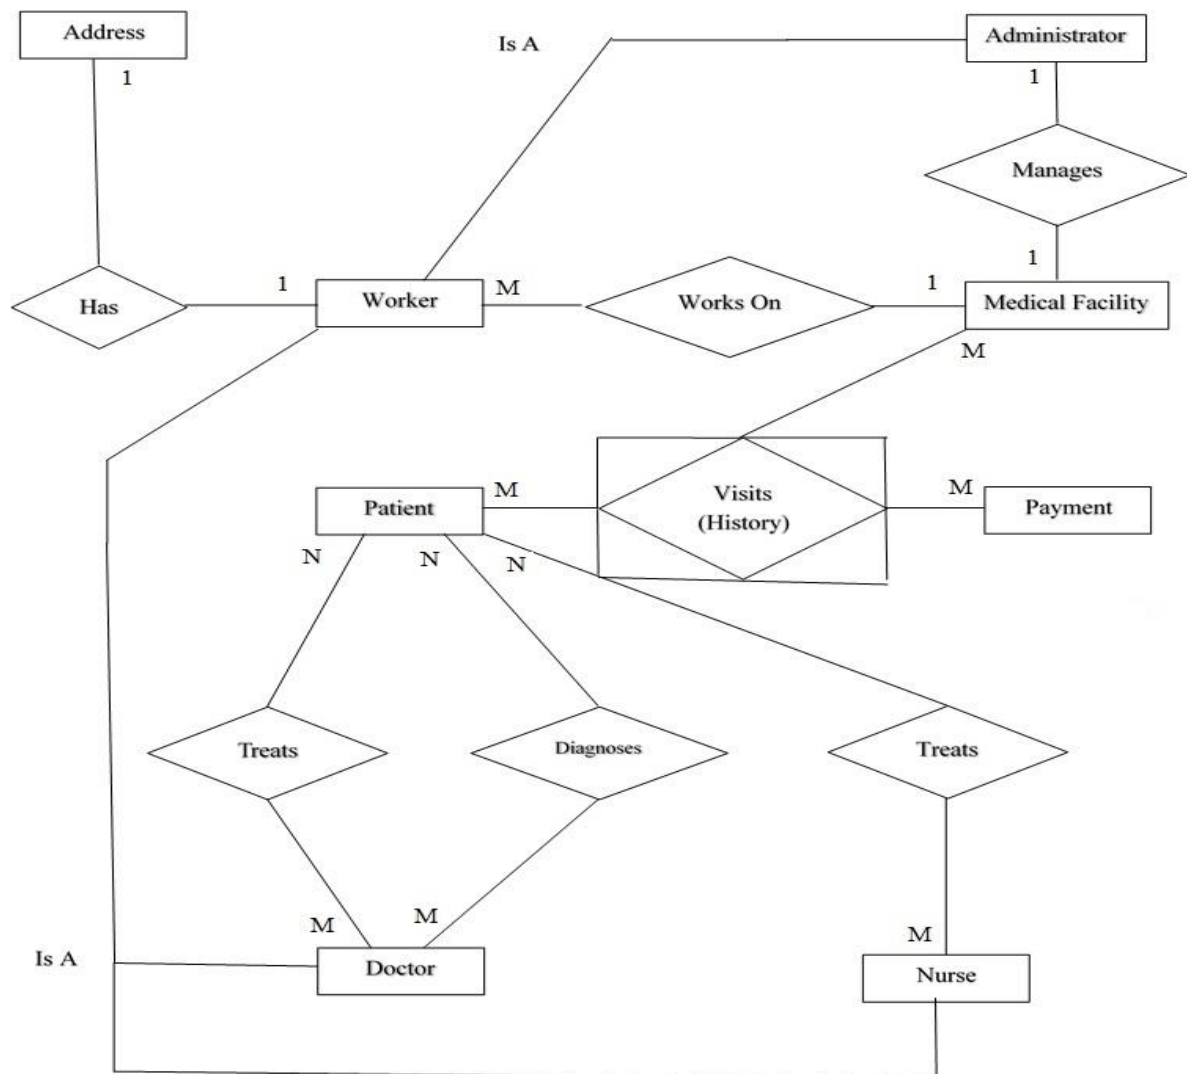 Address
Is A
Administrator
1
1
Manages
1
1
M
1
Has
Worker
Works On
Medical Facility
M
M
Visits
(History)
M
Patient
Payment
N
N
N
Treats
Diagnoses
Treats
M
M
M
Is A
Doctor
Nurse